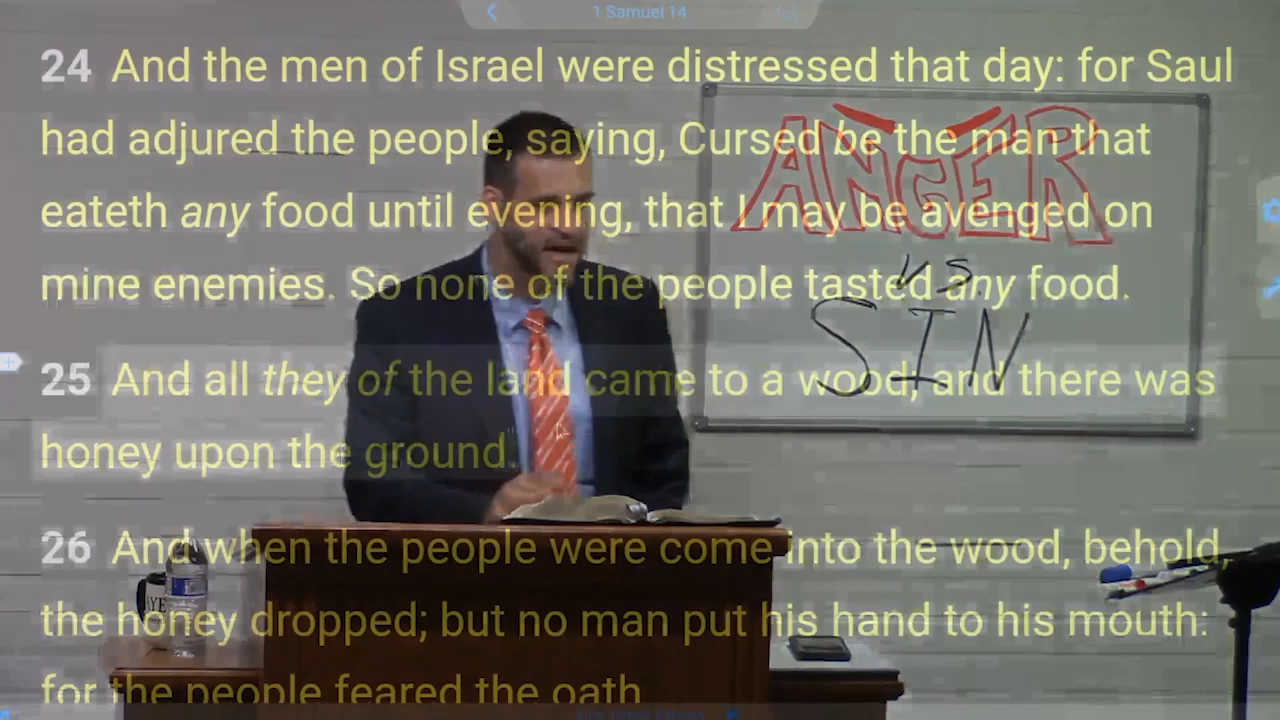 1 Samuel 14
24 And the men of Israel were distressed that day: for Saul
had adjured the people, saying, Cursed be the man that
eateth any food until evening, that I may be avenged on
mine enemies. So none of the people tasted any food.
25 And all they of the land came to a wood; and there was
honey upon the ground.
26 And when the people were come into the wood, behold,
the honey dropped; but no man put his hand to his mouth:
for the people feared the oath.
ANGER
vs.
SIN